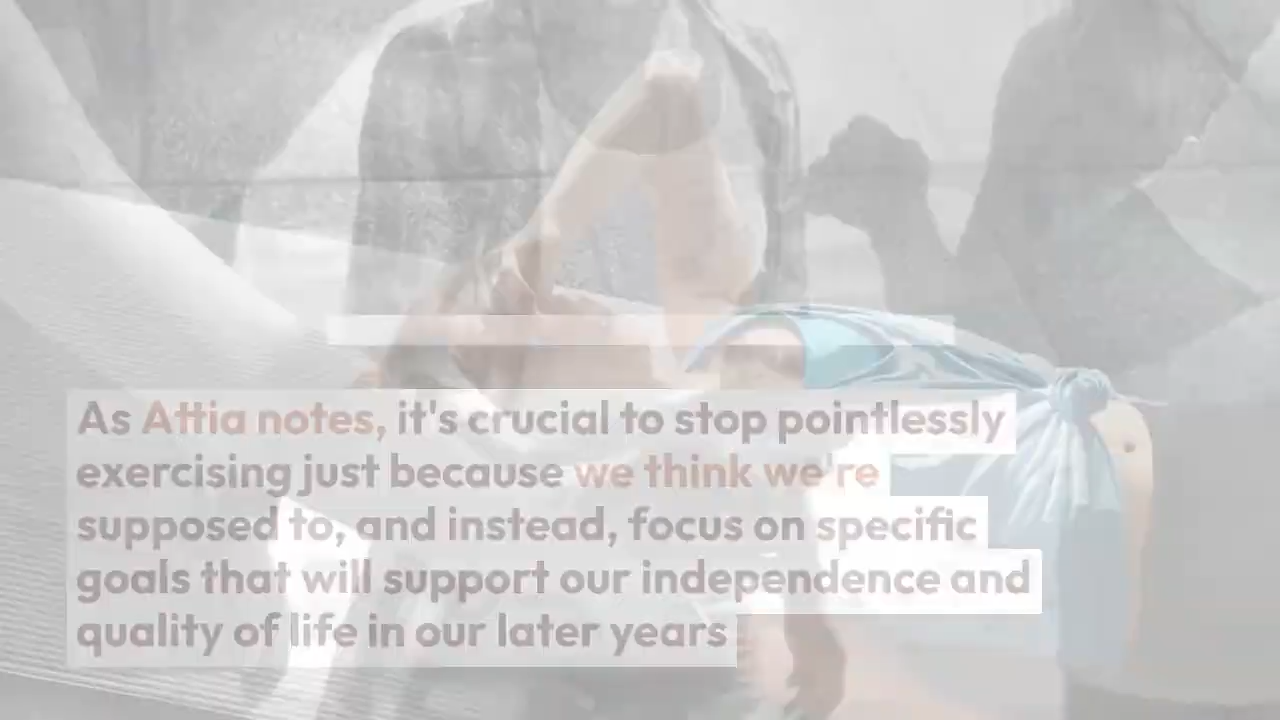 As Attia notes, it's crucial to stop pointlessly
exercising just because we think we're
supposed to, and instead, focus on specific
goals that will support our independence and
quality of life in our later years